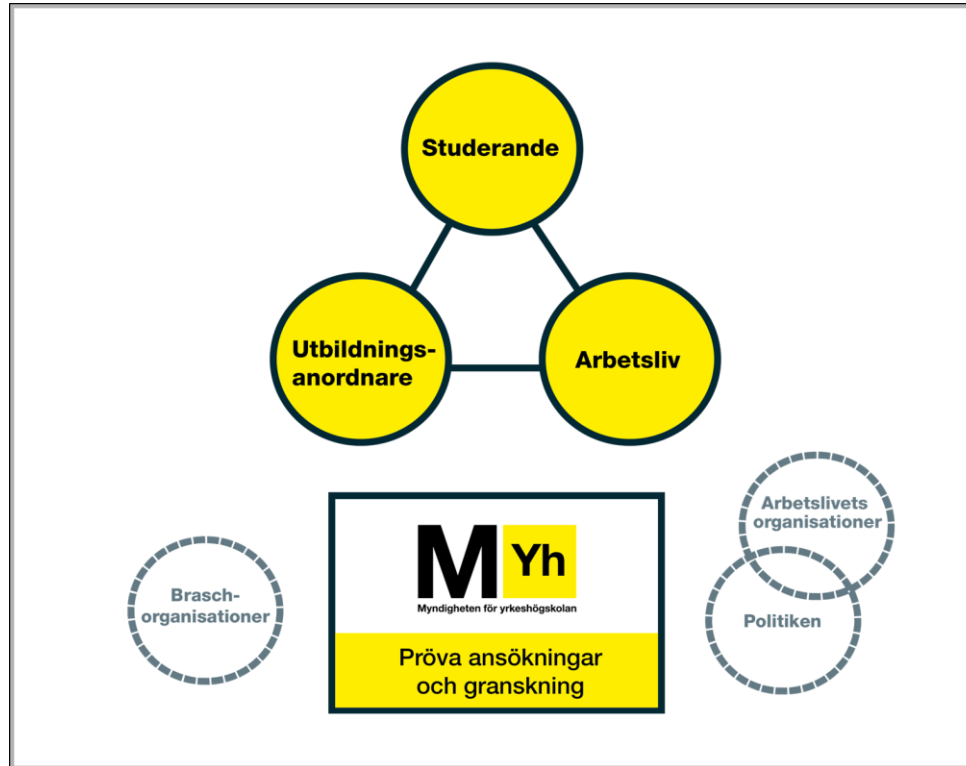 Studerande
Utbildnings-
anordnare
Arbetsliv
Arbetslivets
organisationer
Brasch-
organisationer
Politiken
M Yh
Myndigheten för yrkeshögskolan
Pröva ansökningar
och granskning